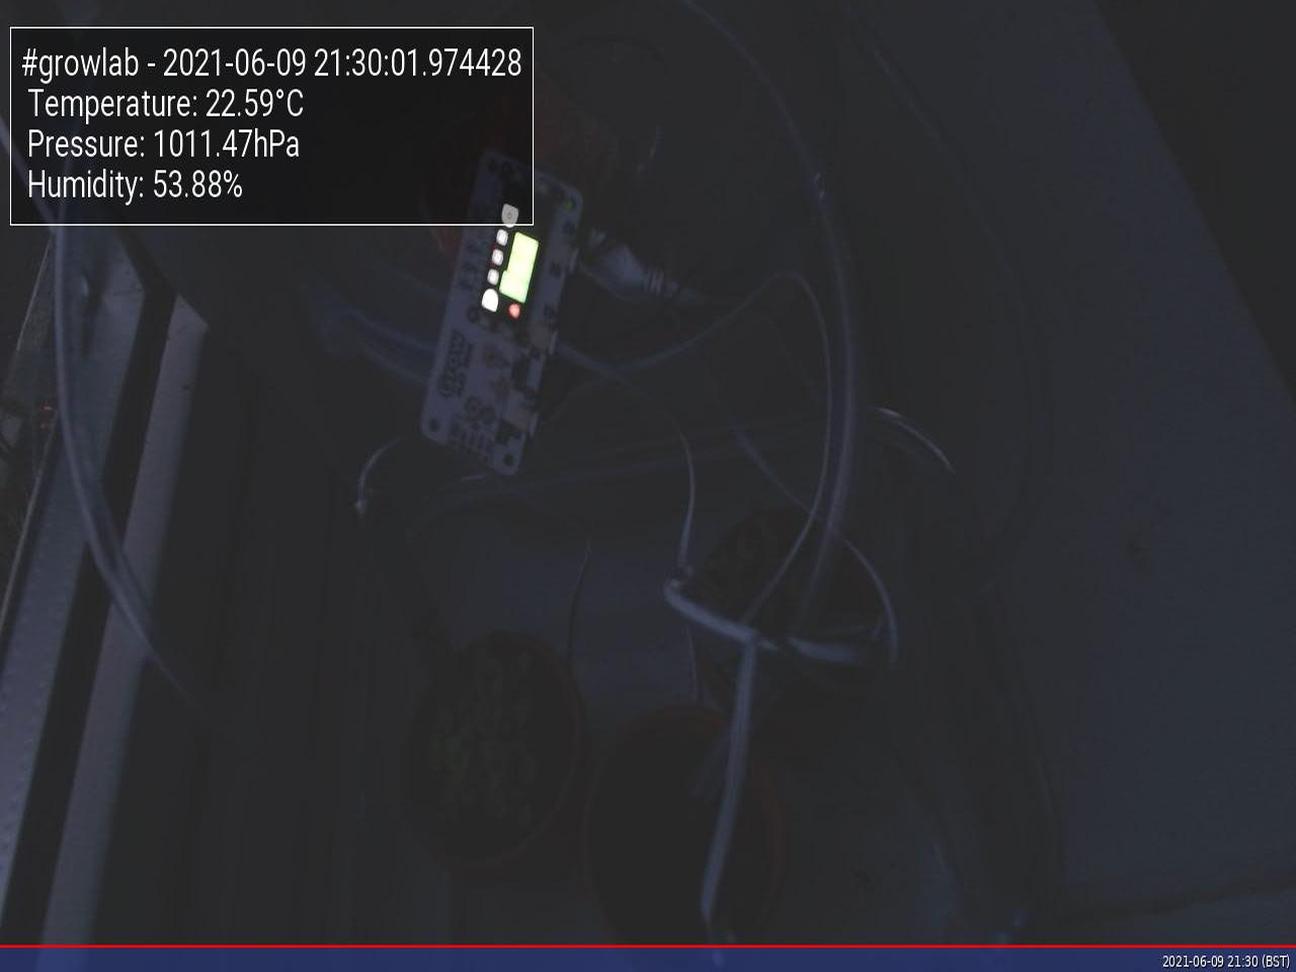 #growlab - 2021-06-09 21:30:01.974428
Temperature: 22.59°C
Pressure: 1011.47hPa
Humidity: 53.88%
2021-06-09 21:30 (BST)